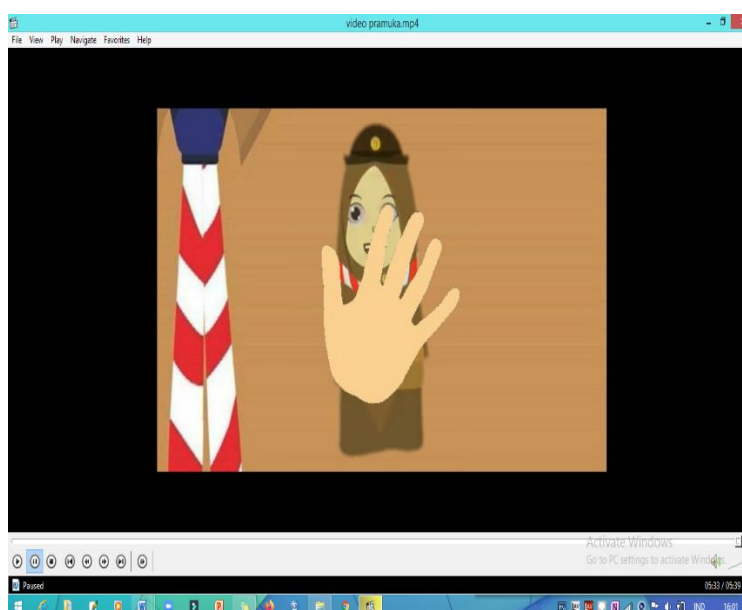 video pramuka.mp4
File View Play Navigate Favorites Help
Activate Windows
Go to PC settings to activate Windows.
Paused
05:33 / 05:39
IND 16:01